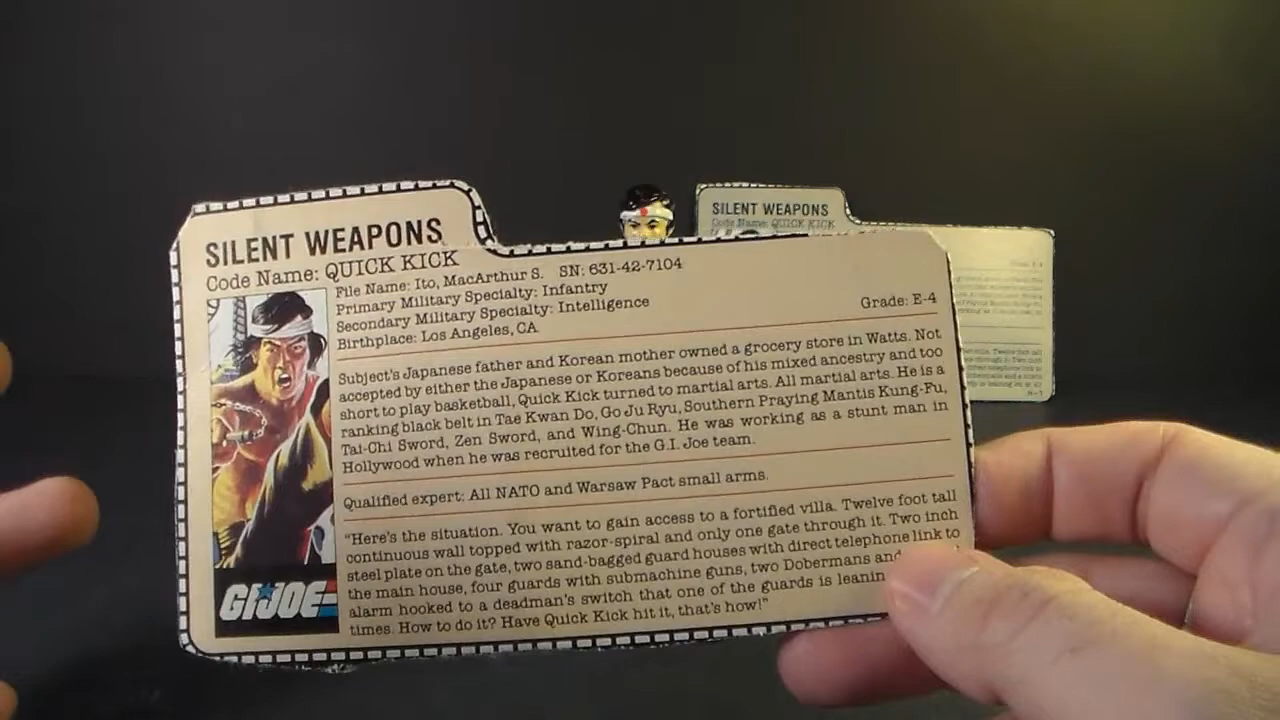 SILENT WEAPONS
Code Name: QUICK KICK
File Name: Ito, MacArthur S. SN: 631-42-7104
Primary Military Specialty: Infantry
Secondary Military Specialty: Intelligence
Birthplace: Los Angeles, CA
Grade: E-4
Subject's Japanese father and Korean mother owned a grocery store in Watts. Not
accepted by either the Japanese or Koreans because of his mixed ancestry and too
short to play basketball, Quick Kick turned to martial arts. All martial arts. He is a
ranking black belt in Tae Kwan Do, Go Ju Ryu, Southern Praying Mantis Kung-Fu,
Tai-Chi Sword, Zen Sword, and Wing-Chun. He was working as a stunt man in
Hollywood when he was recruited for the G.I. Joe team.
Qualified expert: All NATO and Warsaw Pact small arms.
"Here's the situation. You want to gain access to a fortified villa. Twelve foot tall
continuous wall topped with razor-spiral and only one gate through it. Two inch
steel plate on the gate, two sand-bagged guard houses with direct telephone link to
the main house, four guards with submachine guns, two Dobermans and
alarm hooked to a deadman's switch that one of the guards is leanin
times. How to do it? Have Quick Kick hit it, that's how!"
GI JOE
SILENT WEAPONS
Code Name: QUICK KICK